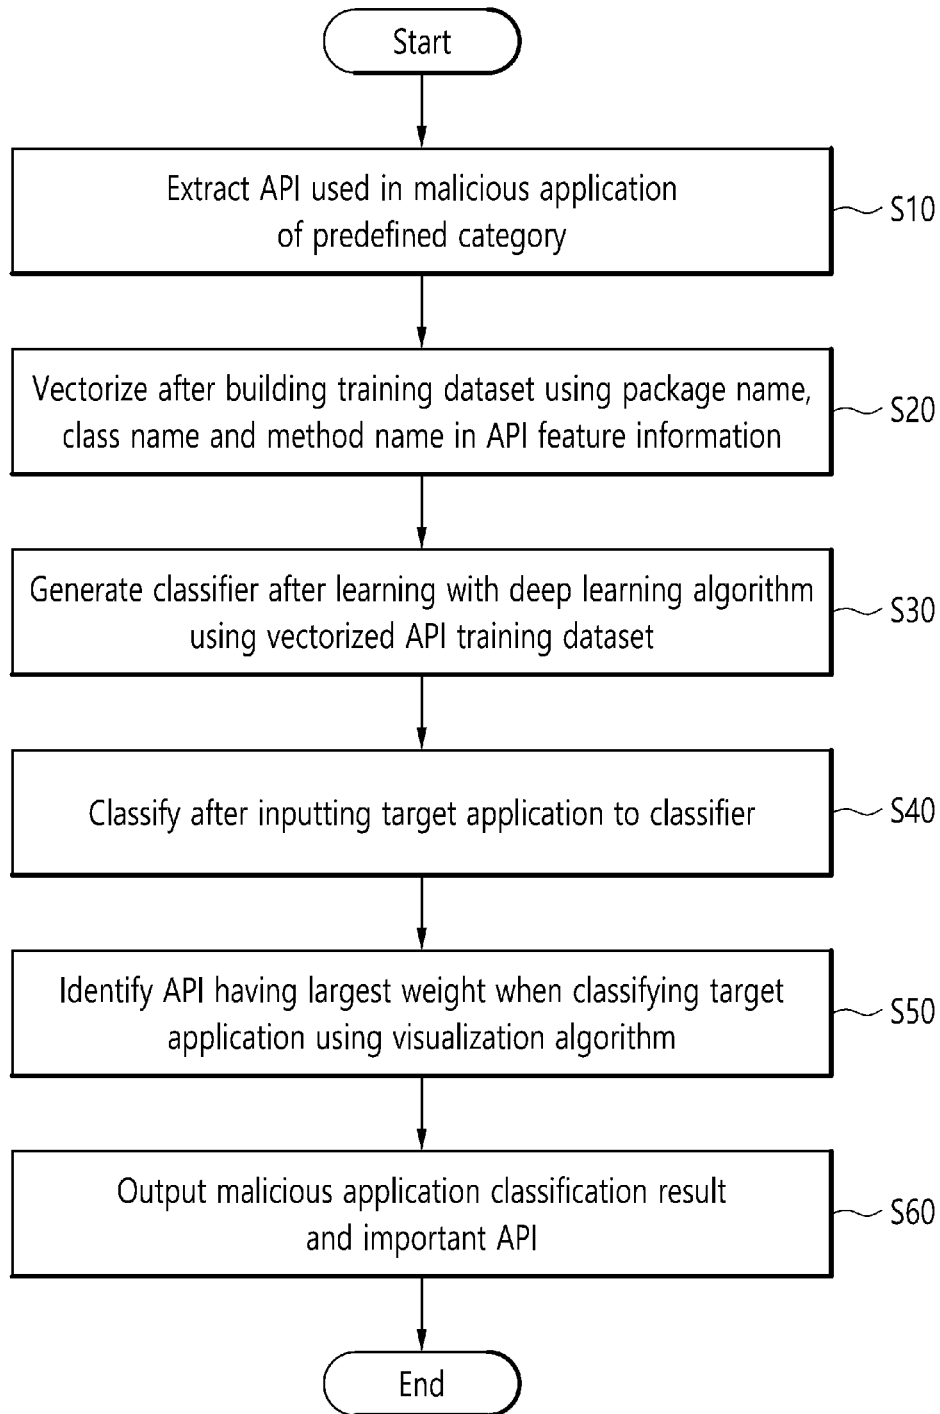 Start
Extract API used in malicious application
of predefined category
S10
Vectorize after building training dataset using package name,
class name and method name in API feature information
S20
Generate classifier after learning with deep learning algorithm
using vectorized API training dataset
S30
Classify after inputting target application to classifier
S40
Identify API having largest weight when classifying target
application using visualization algorithm
S50
Output malicious application classification result
and important API
S60
End